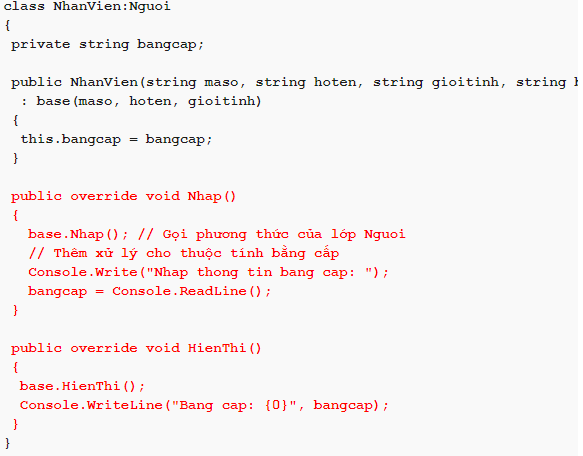 class NhanVien:Nguoi
{
 private string bangcap;

 public NhanVien(string maso, string hoten, string gioitinh, string
  : base(maso, hoten, gioitinh)
 {
  this.bangcap = bangcap;
 }

 public override void Nhap()
 {
   base.Nhap(); // Gọi phương thức của lớp Nguoi
   // Thêm xử lý cho thuộc tính bằng cấp
   Console.Write("Nhap thong tin bang cap: ");
   bangcap = Console.ReadLine();
 }

 public override void HienThi()
 {
  base.HienThi();
  Console.WriteLine("Bang cap: {0}", bangcap);
 }
}